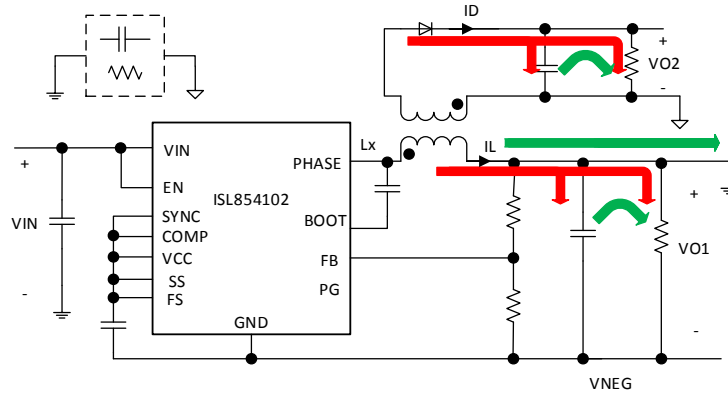 ID
+
VO2
-
Lx
IL
VIN
PHASE
+
EN
ISL854102
+
SYNC
VIN
COMP
BOOT
VCC
FB
VO1
SS
-
FS
PG
GND
-
VNEG